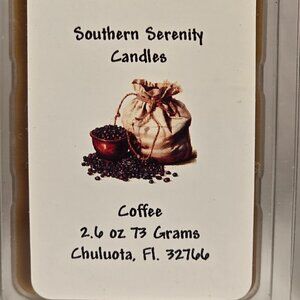 Southern Serenity
Candles
Coffee
2.6 oz 73 Grams
Chuluota, Fl. 32766